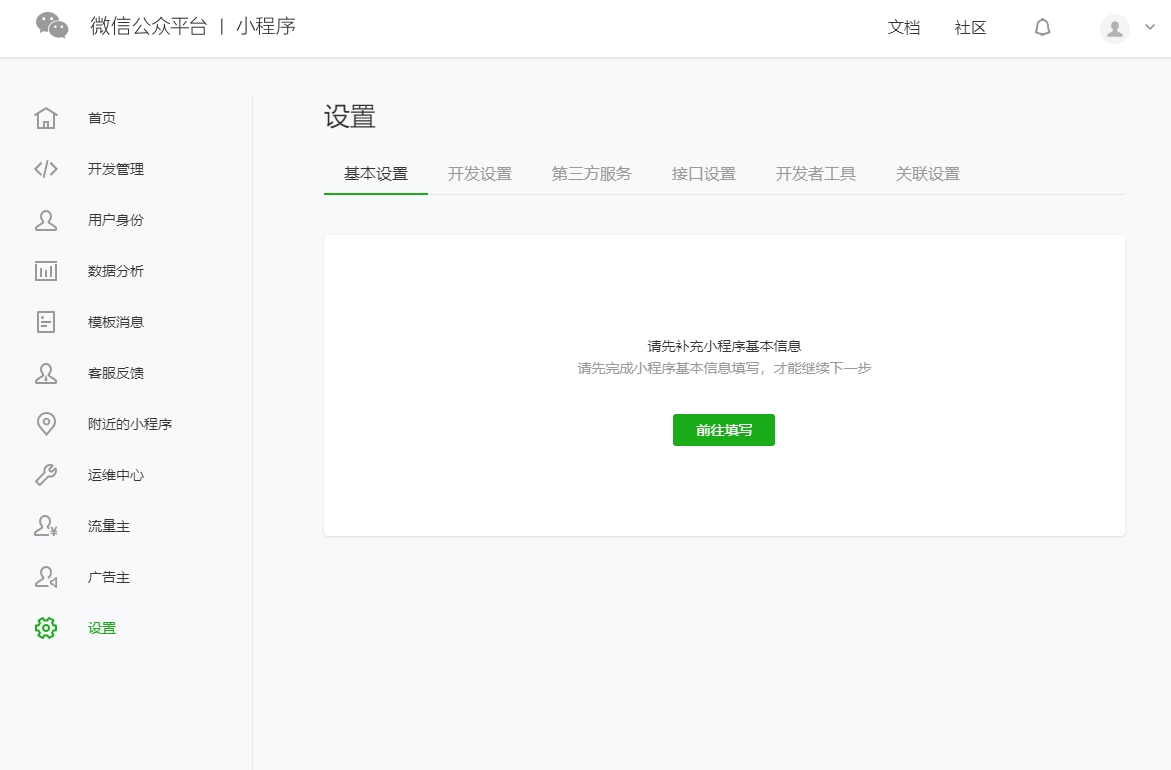 微信公众平台 | 小程序
文档 社区
首页
开发管理
用户身份
数据分析
模板消息
客服反馈
附近的小程序
运维中心
流量主
广告主
设置
设置
基本设置 开发设置 第三方服务 接口设置 开发者工具 关联设置
请先补充小程序基本信息
请先完成小程序基本信息填写，才能继续下一步
前往填写